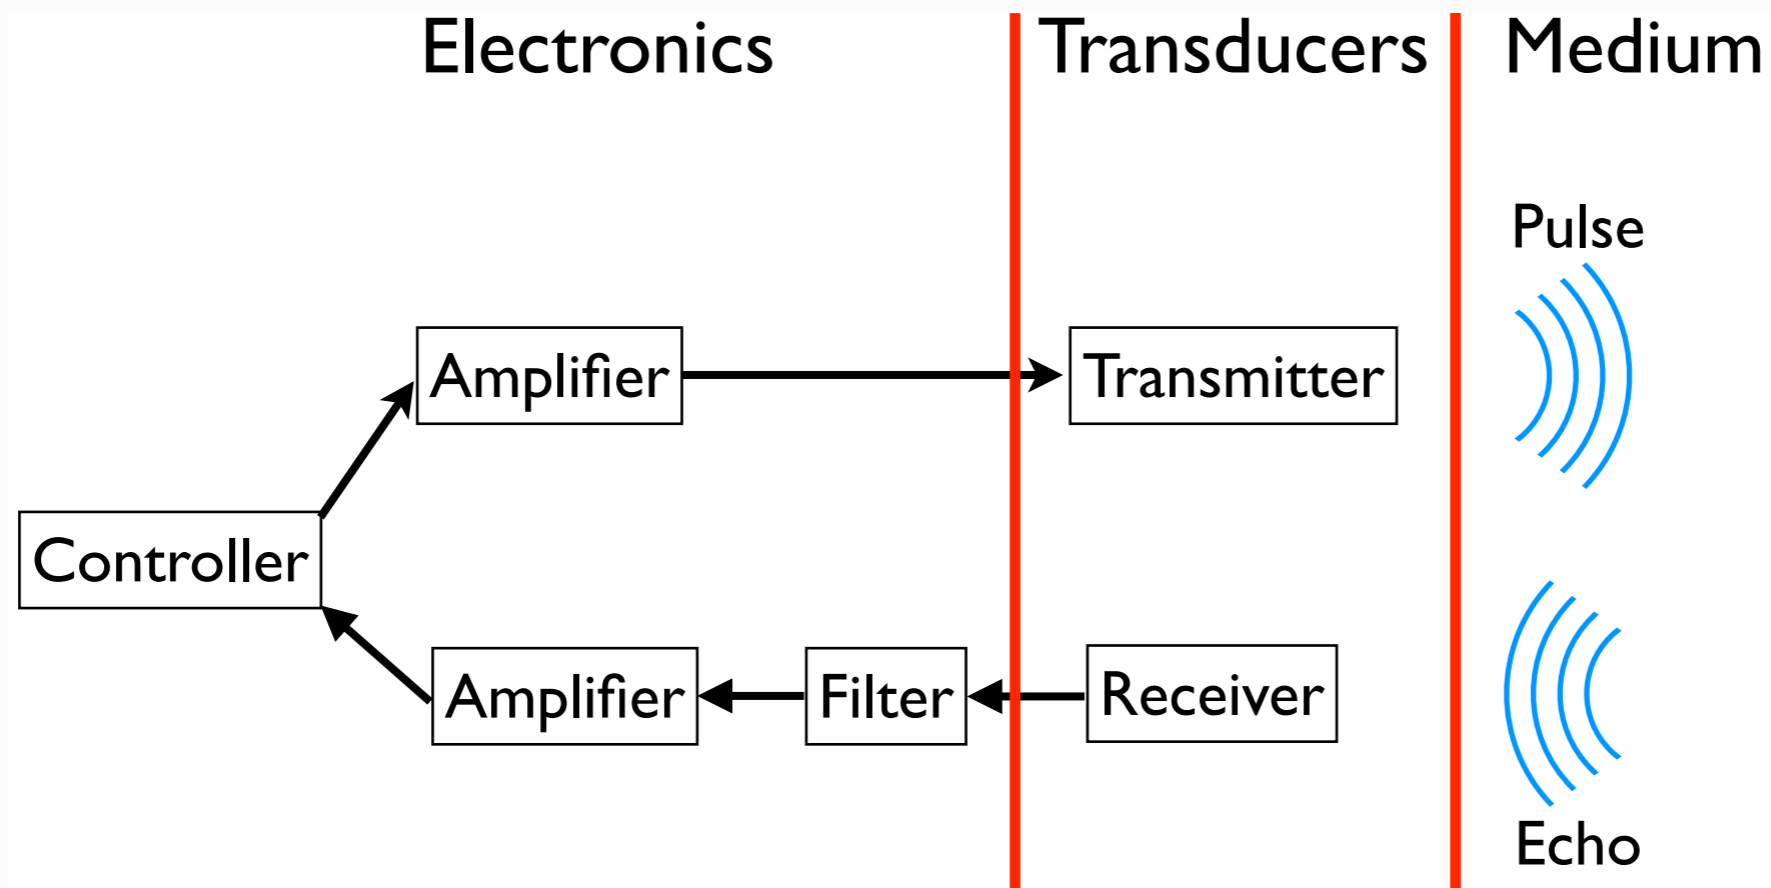 Electronics
Transducers
Medium
Pulse
Amplifier
Transmitter
Controller
Amplifier
Filter
Receiver
Echo